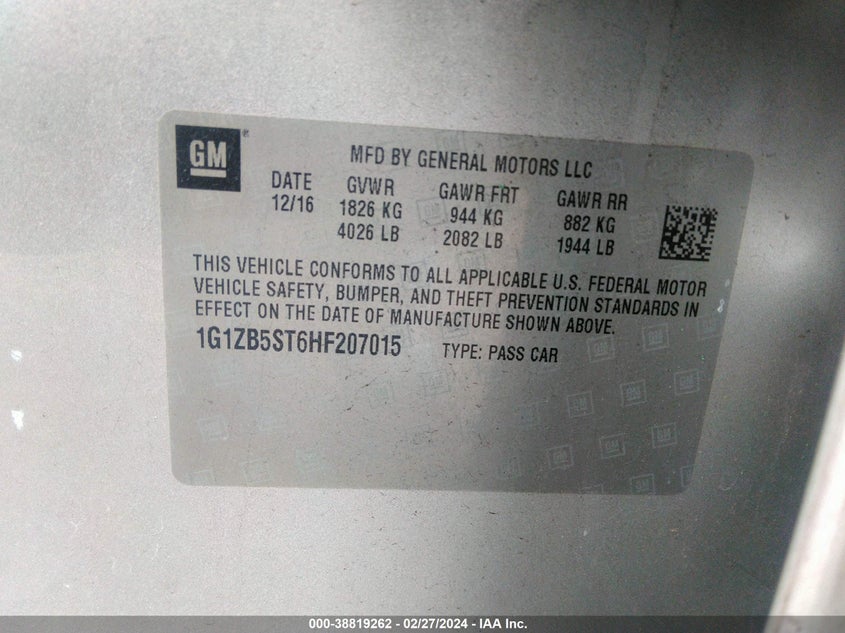 GM ®
MFD BY GENERAL MOTORS LLC
DATE GVWR GAWR FRT GAWR RR
12/16 1826 KG 944 KG 882 KG
4026 LB 2082 LB 1944 LB
THIS VEHICLE CONFORMS TO ALL APPLICABLE U.S. FEDERAL MOTOR
VEHICLE SAFETY, BUMPER, AND THEFT PREVENTION STANDARDS IN
EFFECT ON THE DATE OF MANUFACTURE SHOWN ABOVE.
1G1ZB5ST6HF207015 TYPE: PASS CAR
000-38819262 - 02/27/2024 - IAA Inc.